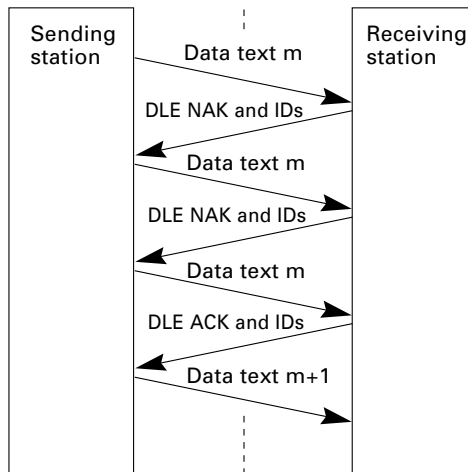 Sending
station
Receiving
station
Data text m
DLE NAK and IDs
Data text m
DLE NAK and IDs
Data text m
DLE ACK and IDs
Data text m+1